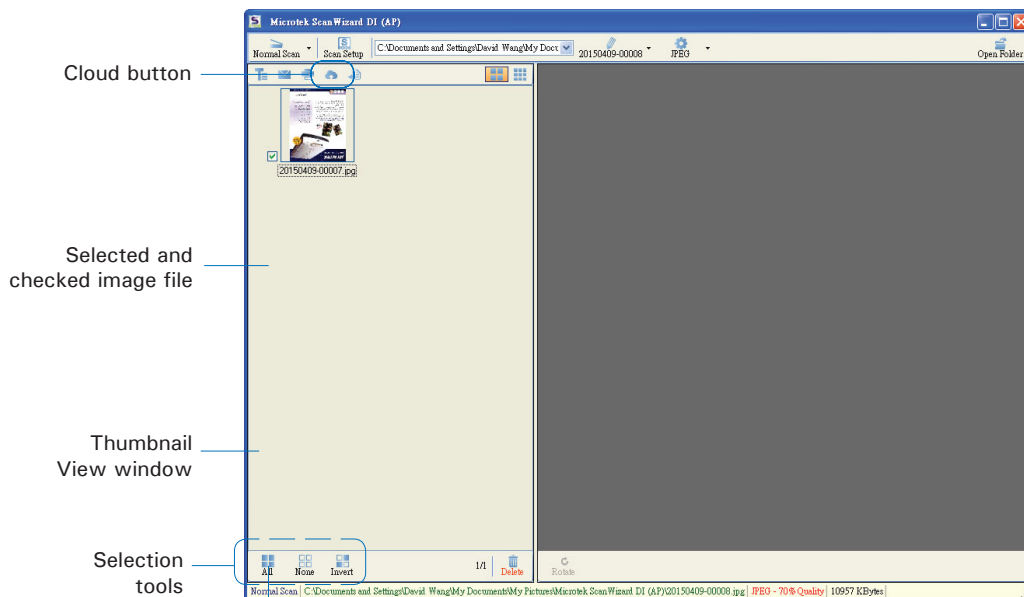 Microtek ScanWizard DI (AP)
Normal Scan
Scan Setup
C:\Documents and Settings\David Wang\My Doct
20150409-00008
JPEG
Open Folder
Cloud button
20150409-00007.jpg
Selected and
checked image file
Thumbnail
View window
Selection
tools
All
None
Invert
1/1
Delete
Rotate
Normal Scan
C:\Documents and Settings\David Wang\My Documents\My Pictures\Microtek ScanWizard DI (AP)\20150409-00008.jpg
JPEG - 70% Quality
10957 KBytes